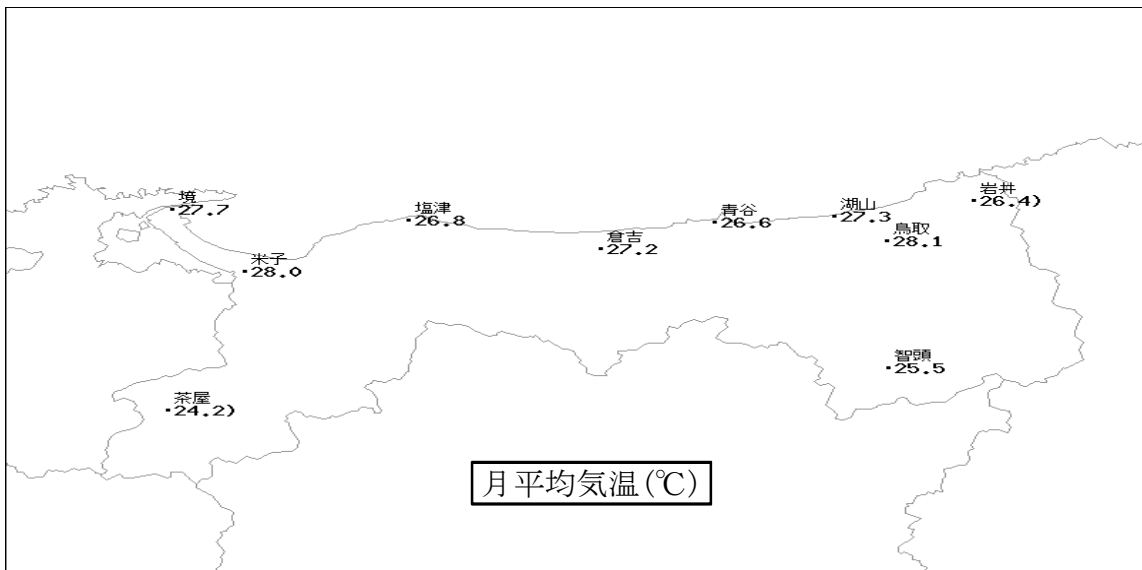 境
27.7
塩津
26.8
青谷
26.6
湖山
27.3
岩井
26.4)
鳥取
28.1
倉吉
27.2
米子
28.0
智頭
25.5
茶屋
24.2)
月平均気温(℃)